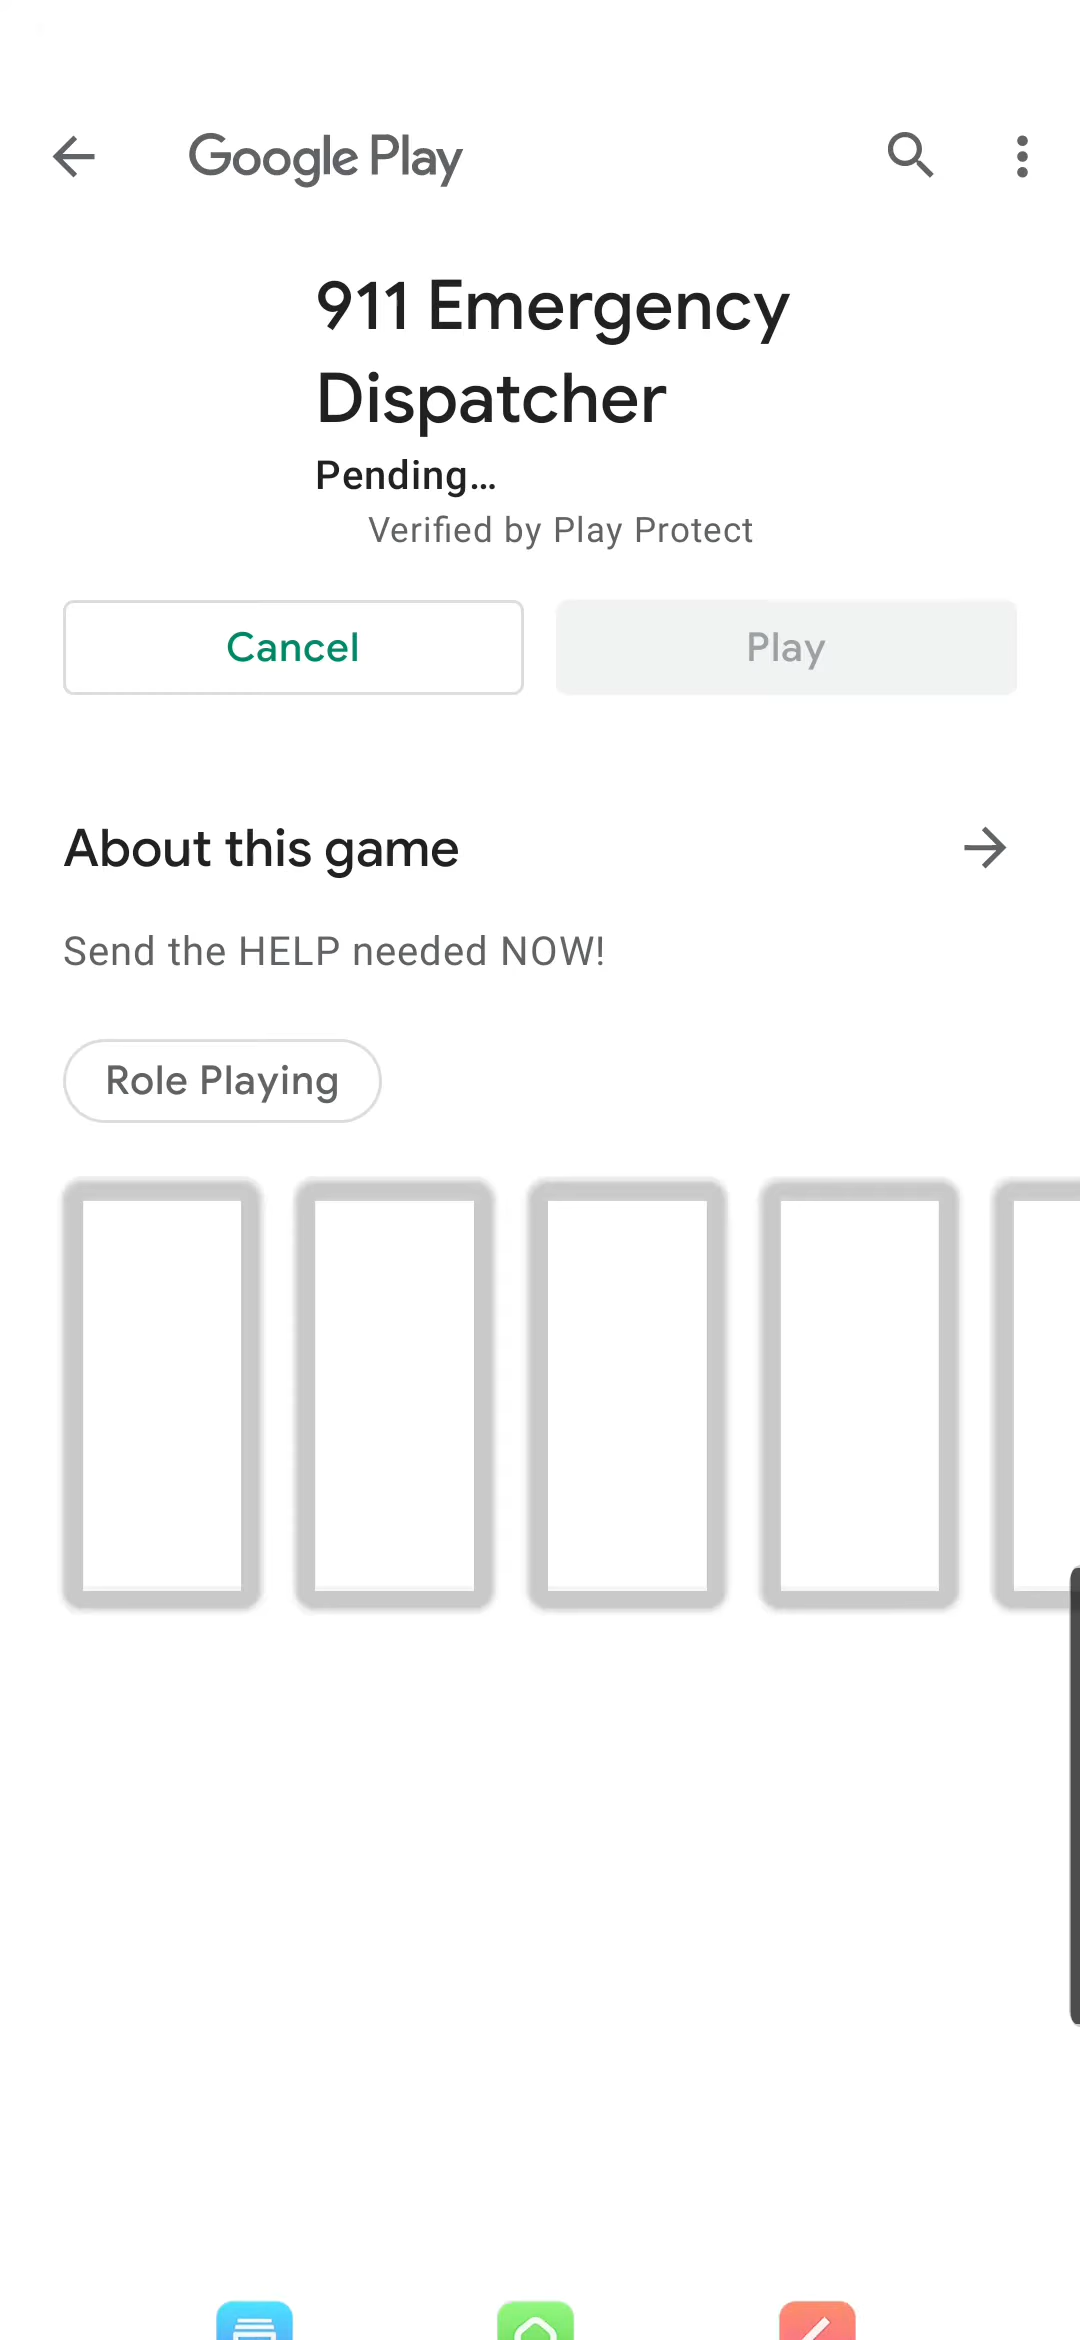 Google Play
911 Emergency
Dispatcher
Pending...
Verified by Play Protect
Cancel
Play
About this game
Send the HELP needed NOW!
Role Playing